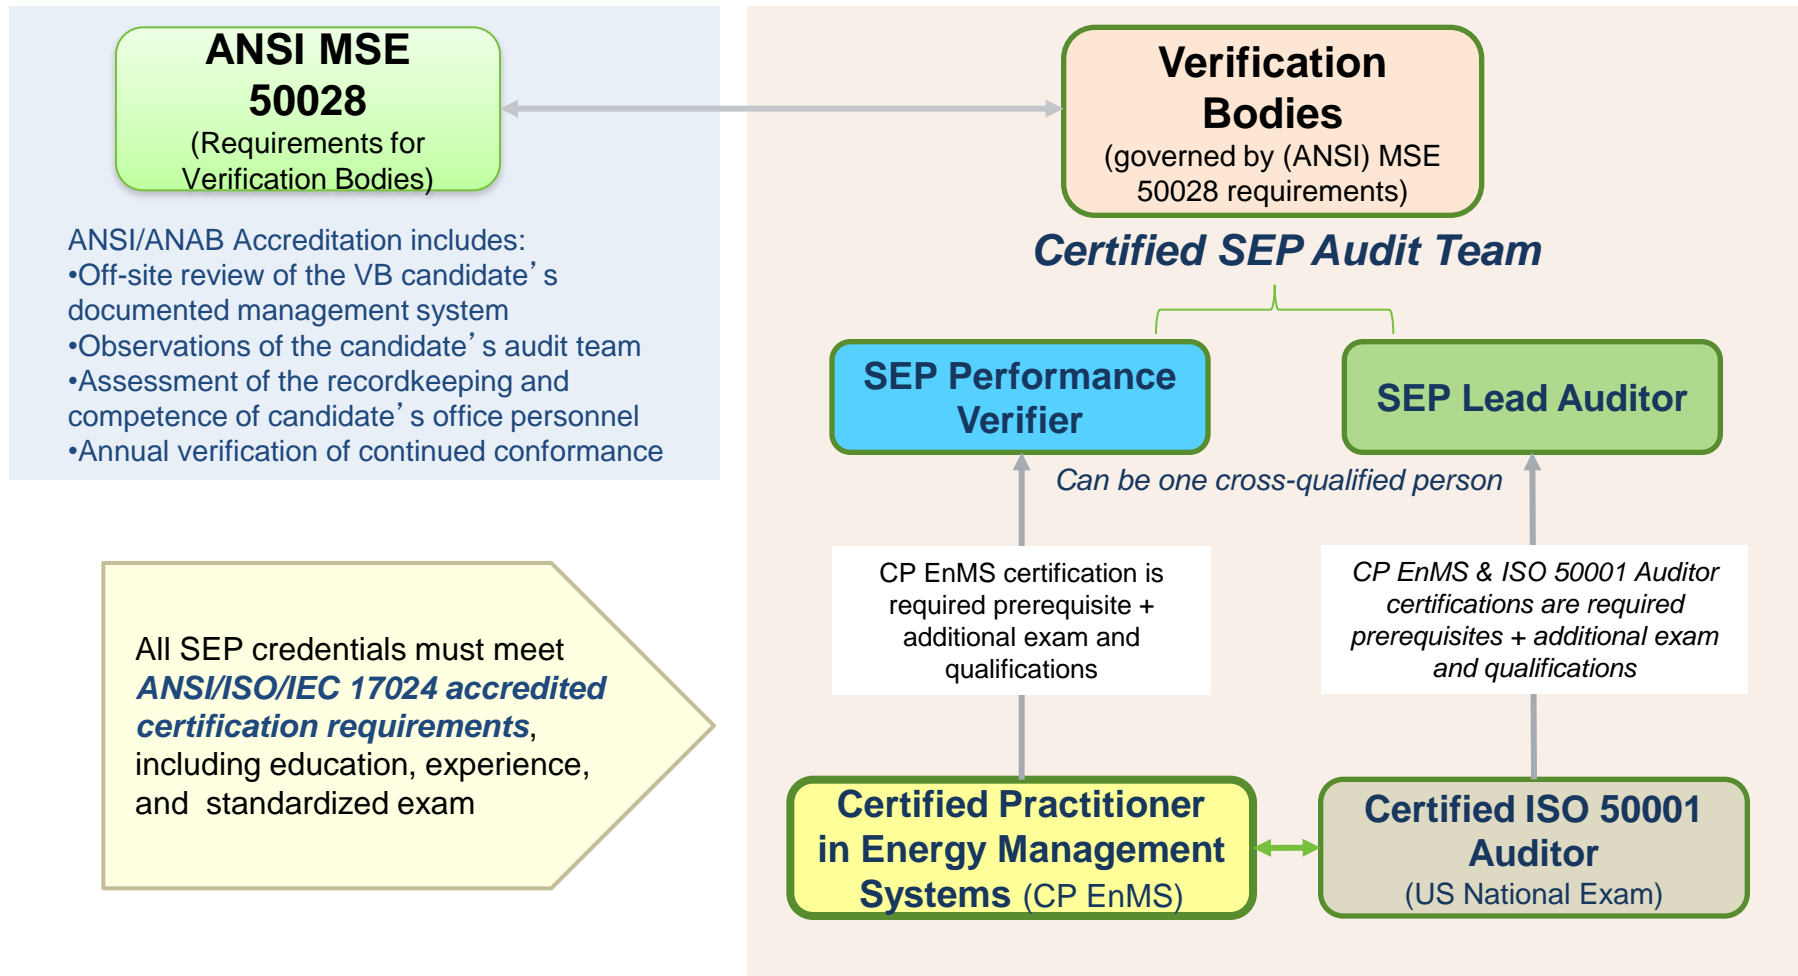 ANSI MSE
50028
(Requirements for
Verification Bodies)
ANSI/ANAB Accreditation includes:
•Off-site review of the VB candidate’s
documented management system
•Observations of the candidate’s audit team
•Assessment of the recordkeeping and
competence of candidate’s office personnel
•Annual verification of continued conformance
All SEP credentials must meet
ANSI/ISO/IEC 17024 accredited
certification requirements,
including education, experience,
and standardized exam
Verification
Bodies
(governed by (ANSI) MSE
50028 requirements)
Certified SEP Audit Team
SEP Performance
Verifier
SEP Lead Auditor
Can be one cross-qualified person
CP EnMS certification is
required prerequisite +
additional exam and
qualifications
CP EnMS & ISO 50001 Auditor
certifications are required
prerequisites + additional exam
and qualifications
Certified Practitioner
in Energy Management
Systems (CP EnMS)
Certified ISO 50001
Auditor
(US National Exam)